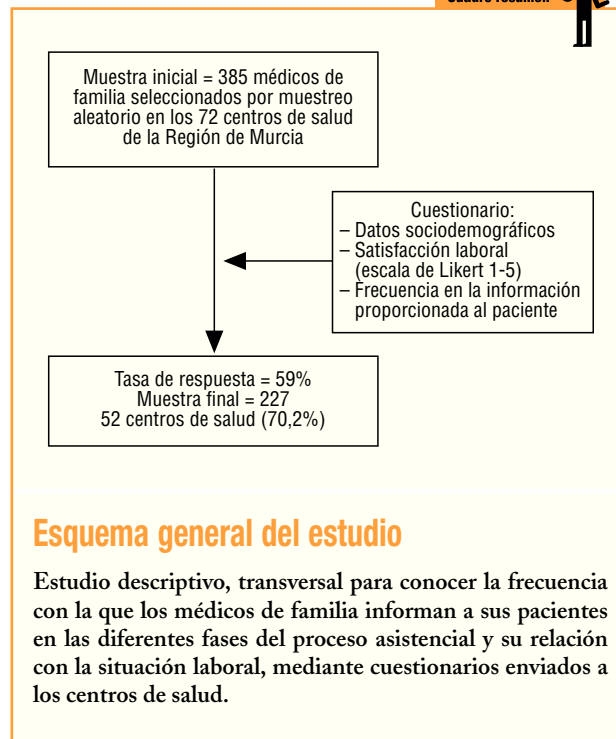 Cuadro resumen
Muestra inicial = 385 médicos de
familia seleccionados por muestreo
aleatorio en los 72 centros de salud
de la Región de Murcia
Cuestionario:
– Datos sociodemográficos
– Satisfacción laboral
(escala de Likert 1-5)
– Frecuencia en la información
proporcionada al paciente
Tasa de respuesta = 59%
Muestra final = 227
52 centros de salud (70,2%)
Esquema general del estudio
Estudio descriptivo, transversal para conocer la frecuencia
con la que los médicos de familia informan a sus pacientes
en las diferentes fases del proceso asistencial y su relación
con la situación laboral, mediante cuestionarios enviados a
los centros de salud.